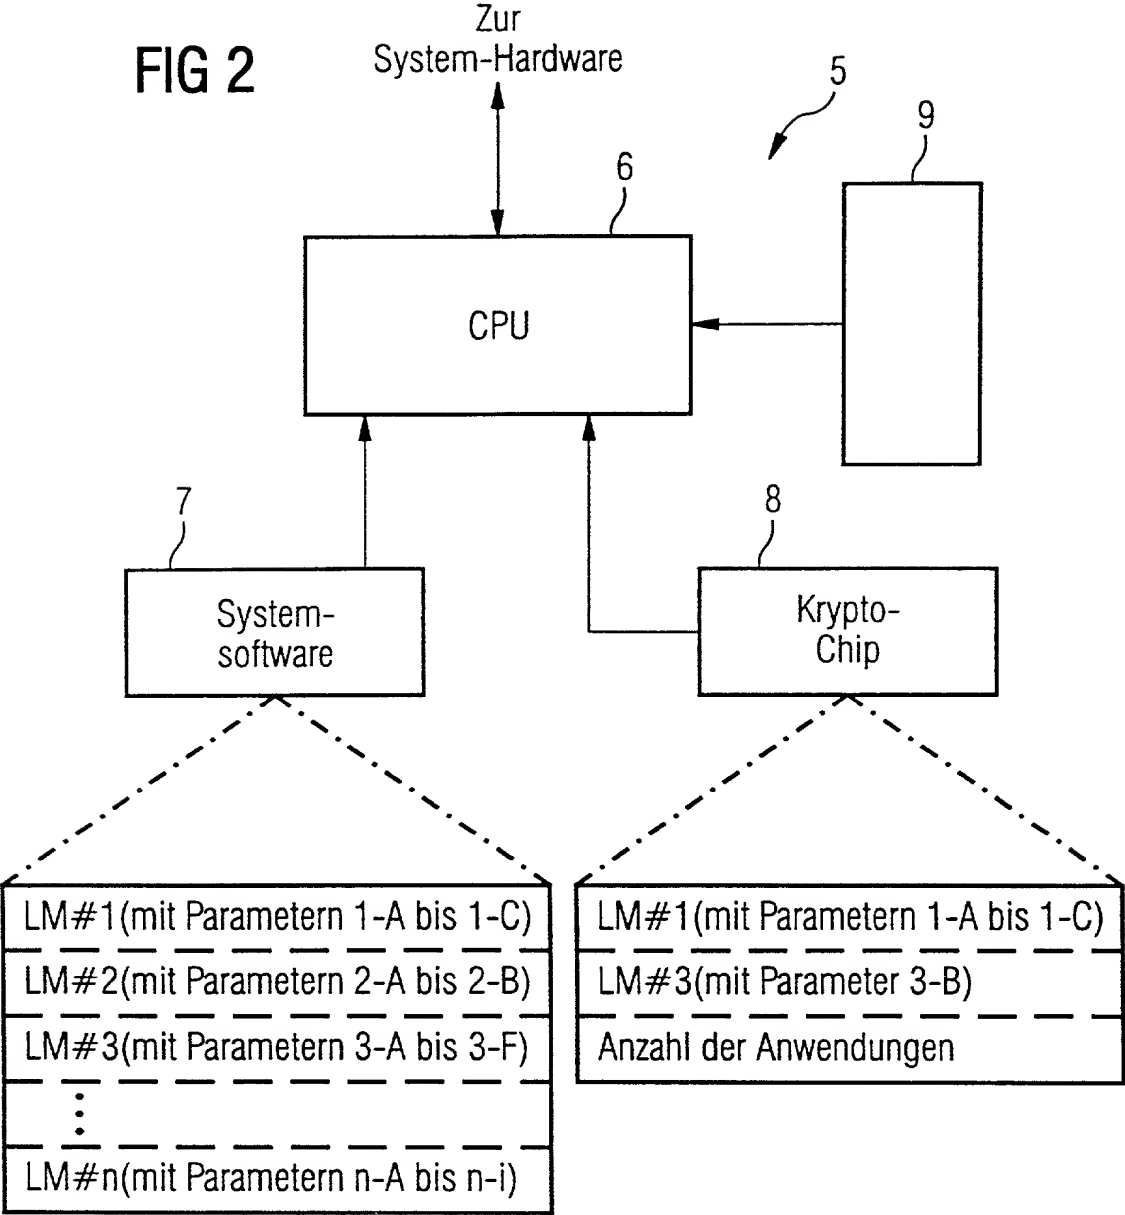 FIG 2
Zur
System-Hardware
5
9
6
CPU
7
8
System-
software
Krypto-
Chip
LM#1(mit Parametern 1-A bis 1-C)
LM#2(mit Parametern 2-A bis 2-B)
LM#3(mit Parametern 3-A bis 3-F)
⋮
LM#n(mit Parametern n-A bis n-i)
LM#1(mit Parametern 1-A bis 1-C)
LM#3(mit Parameter 3-B)
Anzahl der Anwendungen